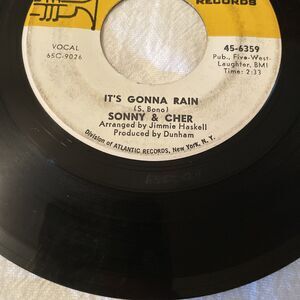 RECORDS
VOCAL
65C-9026
45-6359
Pub., Five-West-
Laughter, BMI
Time: 2:33
IT'S GONNA RAIN
(S. Bono)
SONNY & CHER
Arranged by Jimmie Haskell
Produced by Dunham
Division of ATLANTIC RECORDS, New York, N. Y.